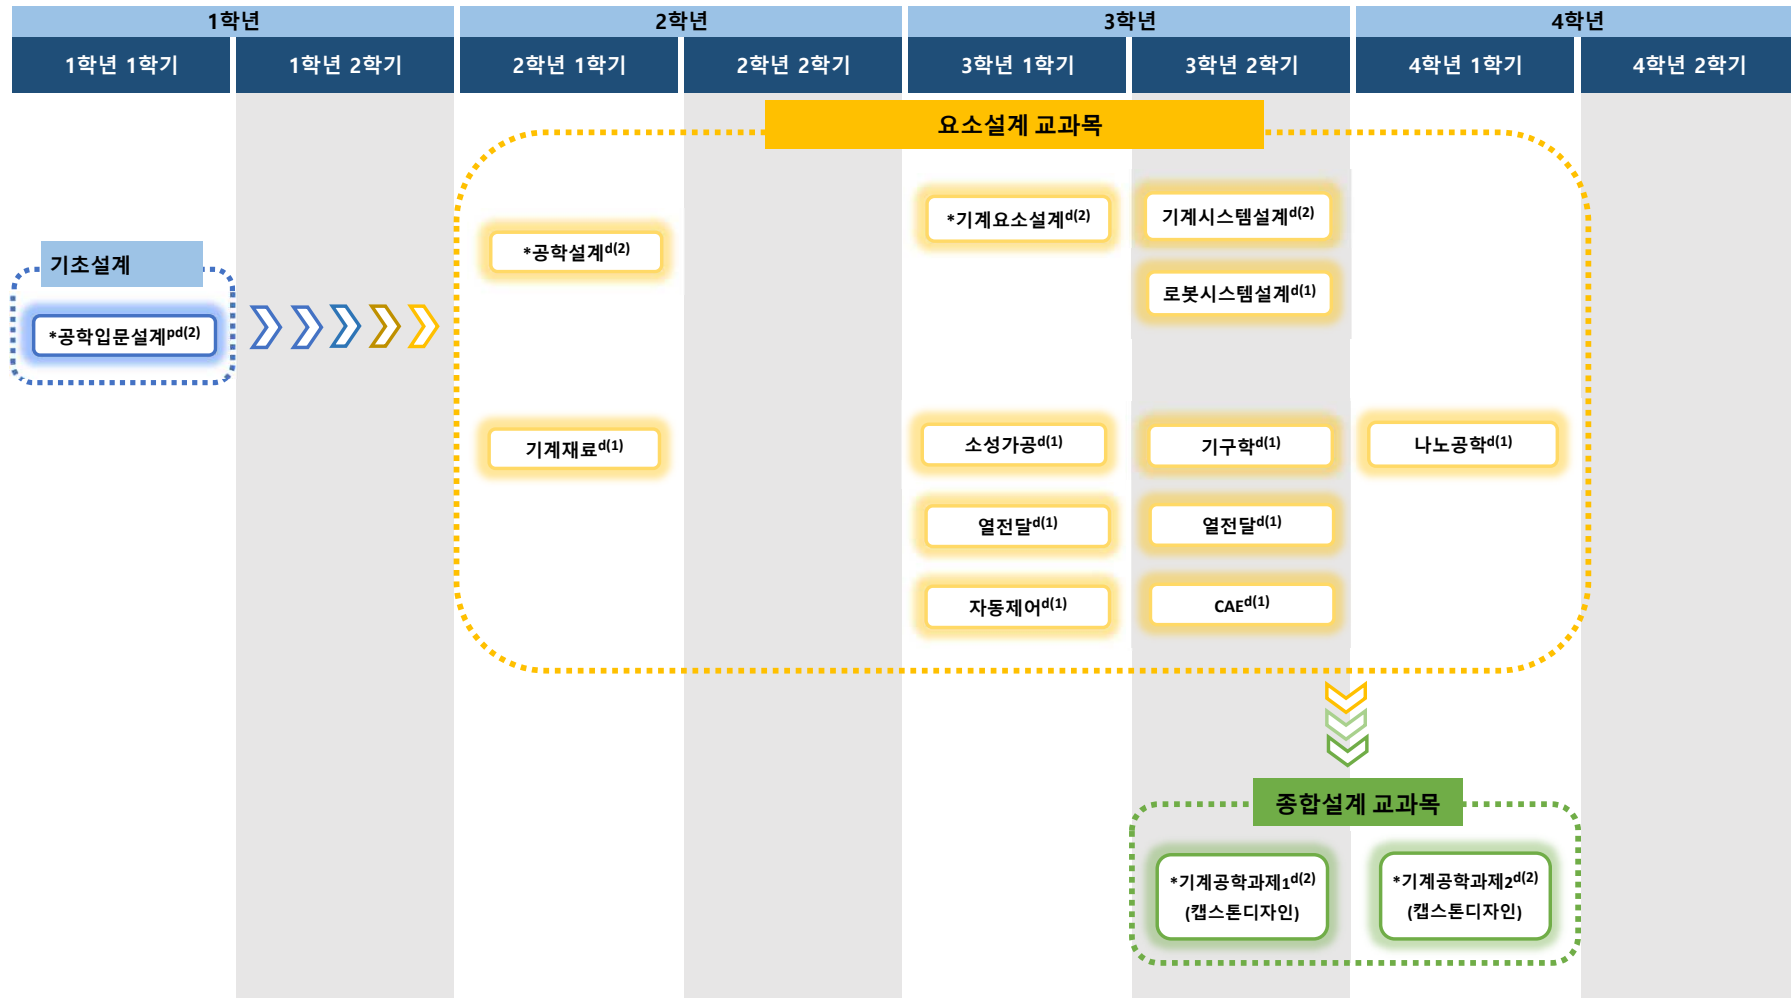 1학년 2학년 3학년 4학년
1학년 1학기 1학년 2학기 2학년 1학기 2학년 2학기 3학년 1학기 3학년 2학기 4학년 1학기 4학년 2학기
요소설계 교과목
*기계요소설계d(2) 기계시스템설계d(2)
*공학설계d(2)
기초설계
로봇시스템설계d(1)
*공학입문설계pd(2)
기계재료d(1) 소성가공d(1) 기구학d(1) 나노공학d(1)
열전달d(1) 열전달d(1)
자동제어d(1) CAEd(1)
종합설계 교과목
*기계공학과제1d(2) *기계공학과제2d(2)
(캡스톤디자인) (캡스톤디자인)